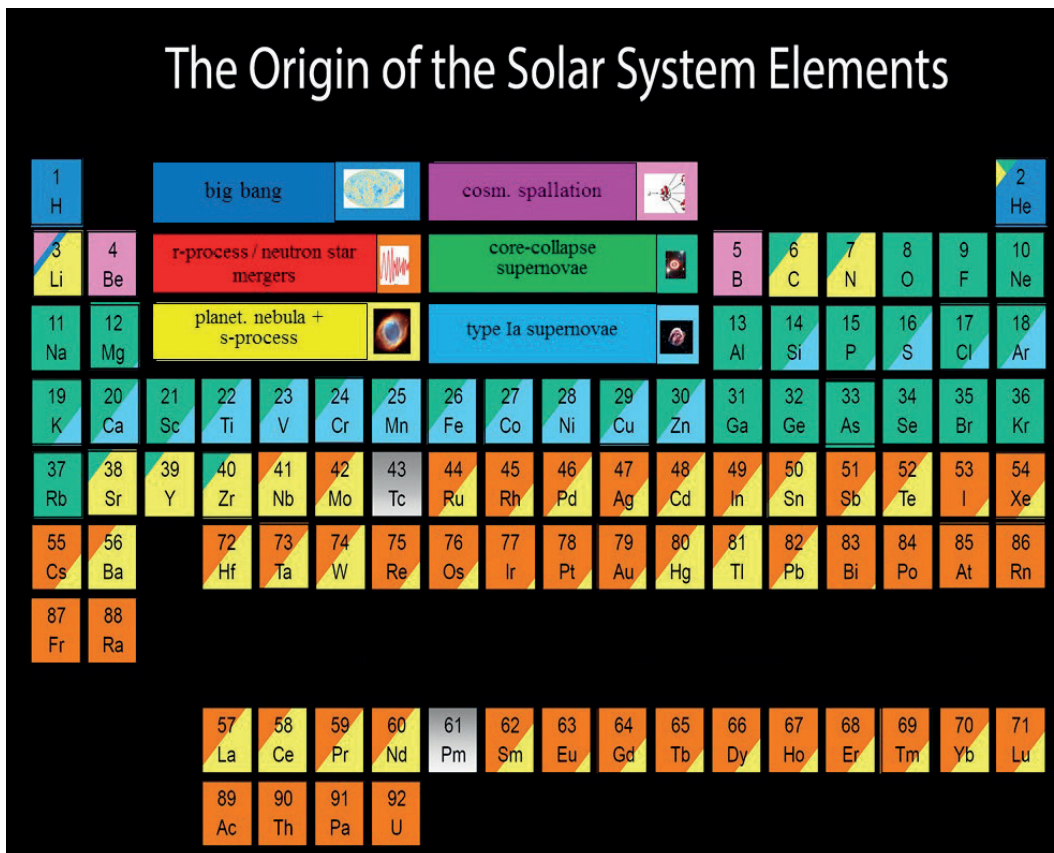 The Origin of the Solar System Elements
1
H
big bang
cosm. spallation
2
He
3
Li
4
Be
r-process / neutron star
mergers
core-collapse
supernovae
5
B
6
C
7
N
8
O
9
F
10
Ne
11
Na
12
Mg
planet. nebula +
s-process
type Ia supernovae
13
Al
14
Si
15
P
16
S
17
Cl
18
Ar
19
K
20
Ca
21
Sc
22
Ti
23
V
24
Cr
25
Mn
26
Fe
27
Co
28
Ni
29
Cu
30
Zn
31
Ga
32
Ge
33
As
34
Se
35
Br
36
Kr
37
Rb
38
Sr
39
Y
40
Zr
41
Nb
42
Mo
43
Tc
44
Ru
45
Rh
46
Pd
47
Ag
48
Cd
49
In
50
Sn
51
Sb
52
Te
53
I
54
Xe
55
Cs
56
Ba
72
Hf
73
Ta
74
W
75
Re
76
Os
77
Ir
78
Pt
79
Au
80
Hg
81
Tl
82
Pb
83
Bi
84
Po
85
At
86
Rn
87
Fr
88
Ra
57
La
58
Ce
59
Pr
60
Nd
61
Pm
62
Sm
63
Eu
64
Gd
65
Tb
66
Dy
67
Ho
68
Er
69
Tm
70
Yb
71
Lu
89
Ac
90
Th
91
Pa
92
U